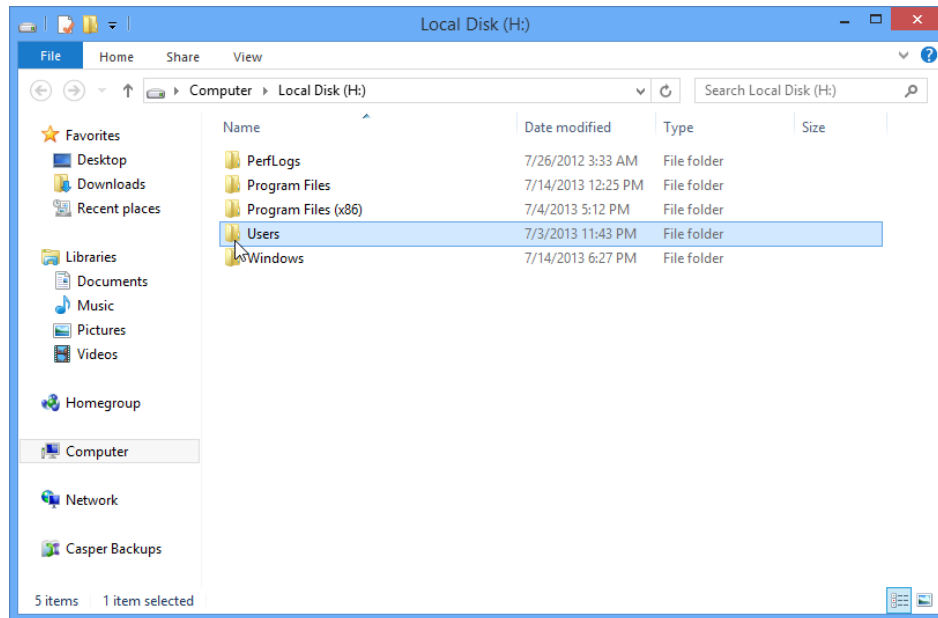 Local Disk (H:)
File Home Share View
Computer Local Disk (H:) Search Local Disk (H:)
Favorites
Desktop
Downloads
Recent places
Libraries
Documents
Music
Pictures
Videos
Homegroup
Computer
Network
Casper Backups
Name Date modified Type Size
PerfLogs 7/26/2012 3:33 AM File folder
Program Files 7/14/2013 12:25 PM File folder
Program Files (x86) 7/4/2013 5:12 PM File folder
Users 7/3/2013 11:43 PM File folder
Windows 7/14/2013 6:27 PM File folder
5 items 1 item selected